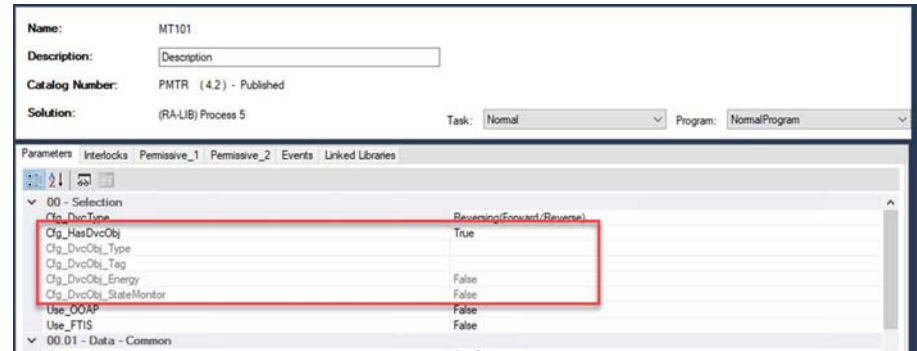 Name: MT101
Description: Description
Catalog Number: PMTR (4.2) - Published
Solution: (RA-LIB) Process 5 Task: Normal Program: NormalProgram
Parameters Interlocks Permissive_1 Permissive_2 Events Linked Libraries
00 - Selection
Cfg_DvcType Reversing(Forward/Reverse)
Cfg_HasDvcObj True
Cfg_DvcObj_Type
Cfg_DvcObj_Tag
Cfg_DvcObj_Energy False
Cfg_DvcObj_StateMonitor False
Use_OOAP False
Use_FTIS False
00.01 - Data - Common